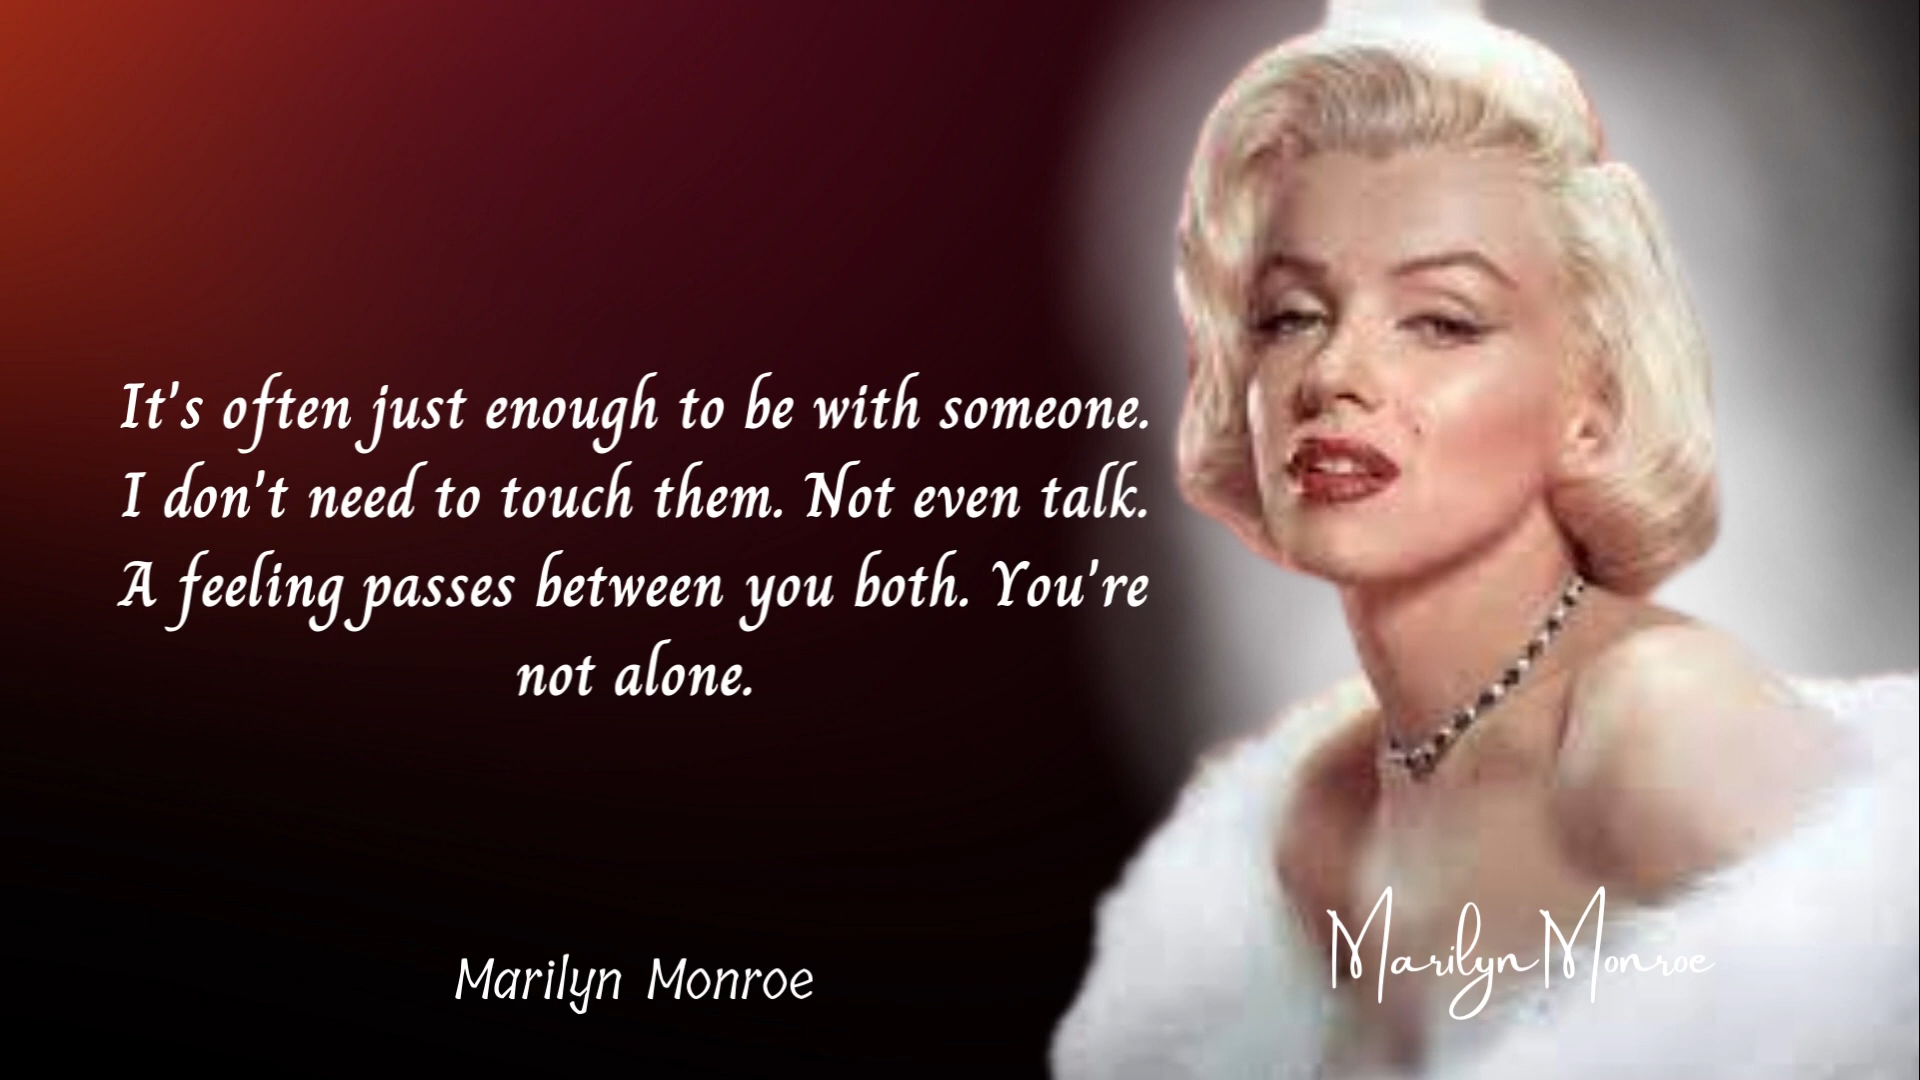 It's often just enough to be with someone.
I don't need to touch them. Not even talk.
A feeling passes between you both. You're
not alone.
Marilyn Monroe
Marilyn Monroe